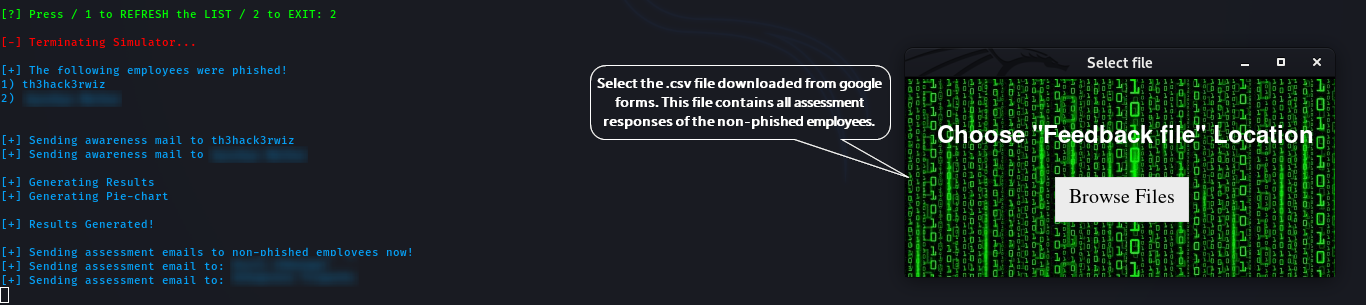 [?] Press / 1 to REFRESH the LIST / 2 to EXIT: 2
[-] Terminating Simulator...
[+] The following employees were phished!
1) th3hack3rwiz
2)
[+] Sending awareness mail to th3hack3rwiz
[+] Sending awareness mail to
[+] Generating Results
[+] Generating Pie-chart
[+] Results Generated!
[+] Sending assessment emails to non-phished employees now!
[+] Sending assessment email to:
[+] Sending assessment email to:
Select the .csv file downloaded from google
forms. This file contains all assessment
responses of the non-phished employees.
Select file
Choose "Feedback file" Location
Browse Files